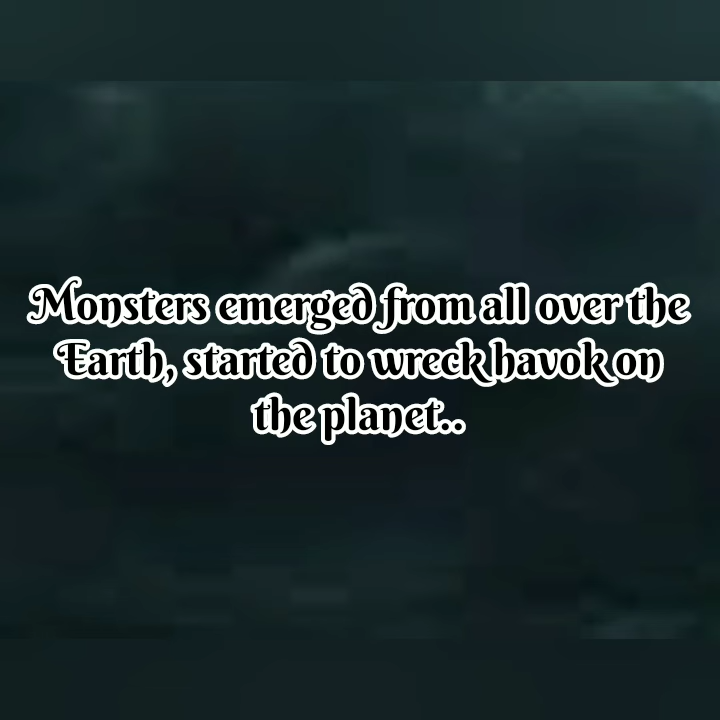 Monsters emerged from all over the
Earth, started to wreck havok on
the planet..